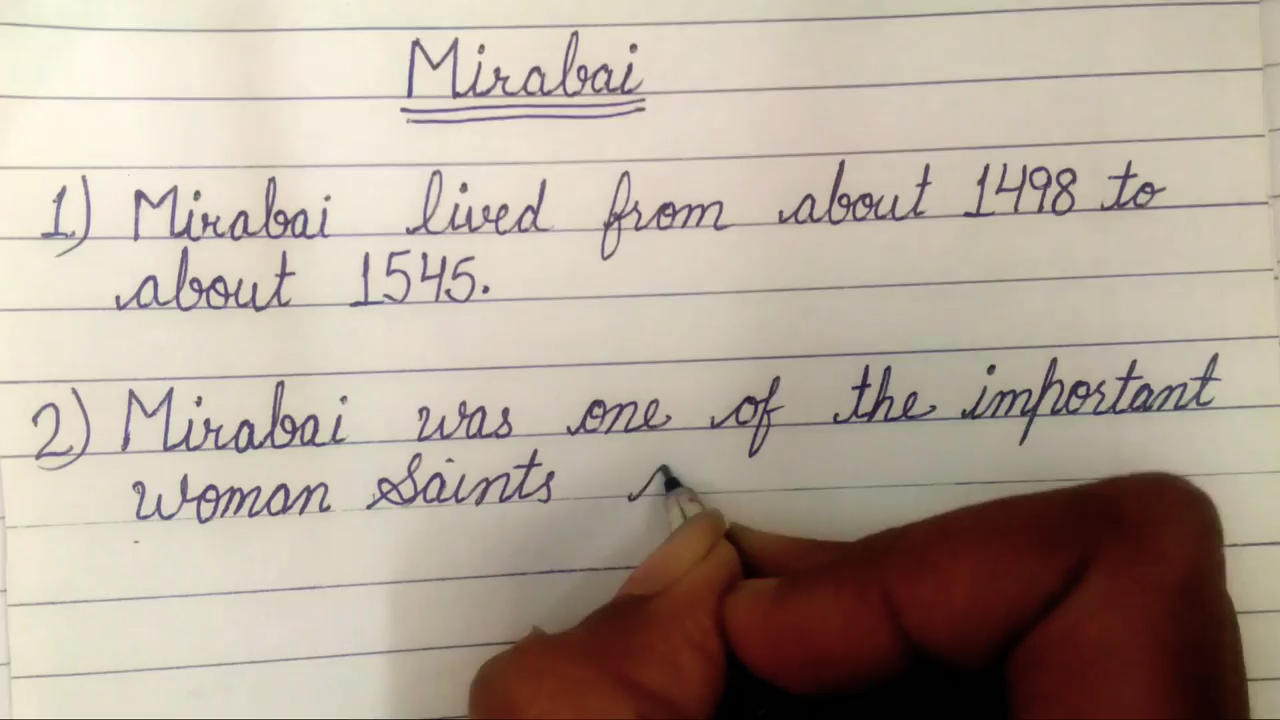 Mirabai
1) Mirabai lived from about 1498 to
about 1545.
2) Mirabai was one of the important
woman Saints